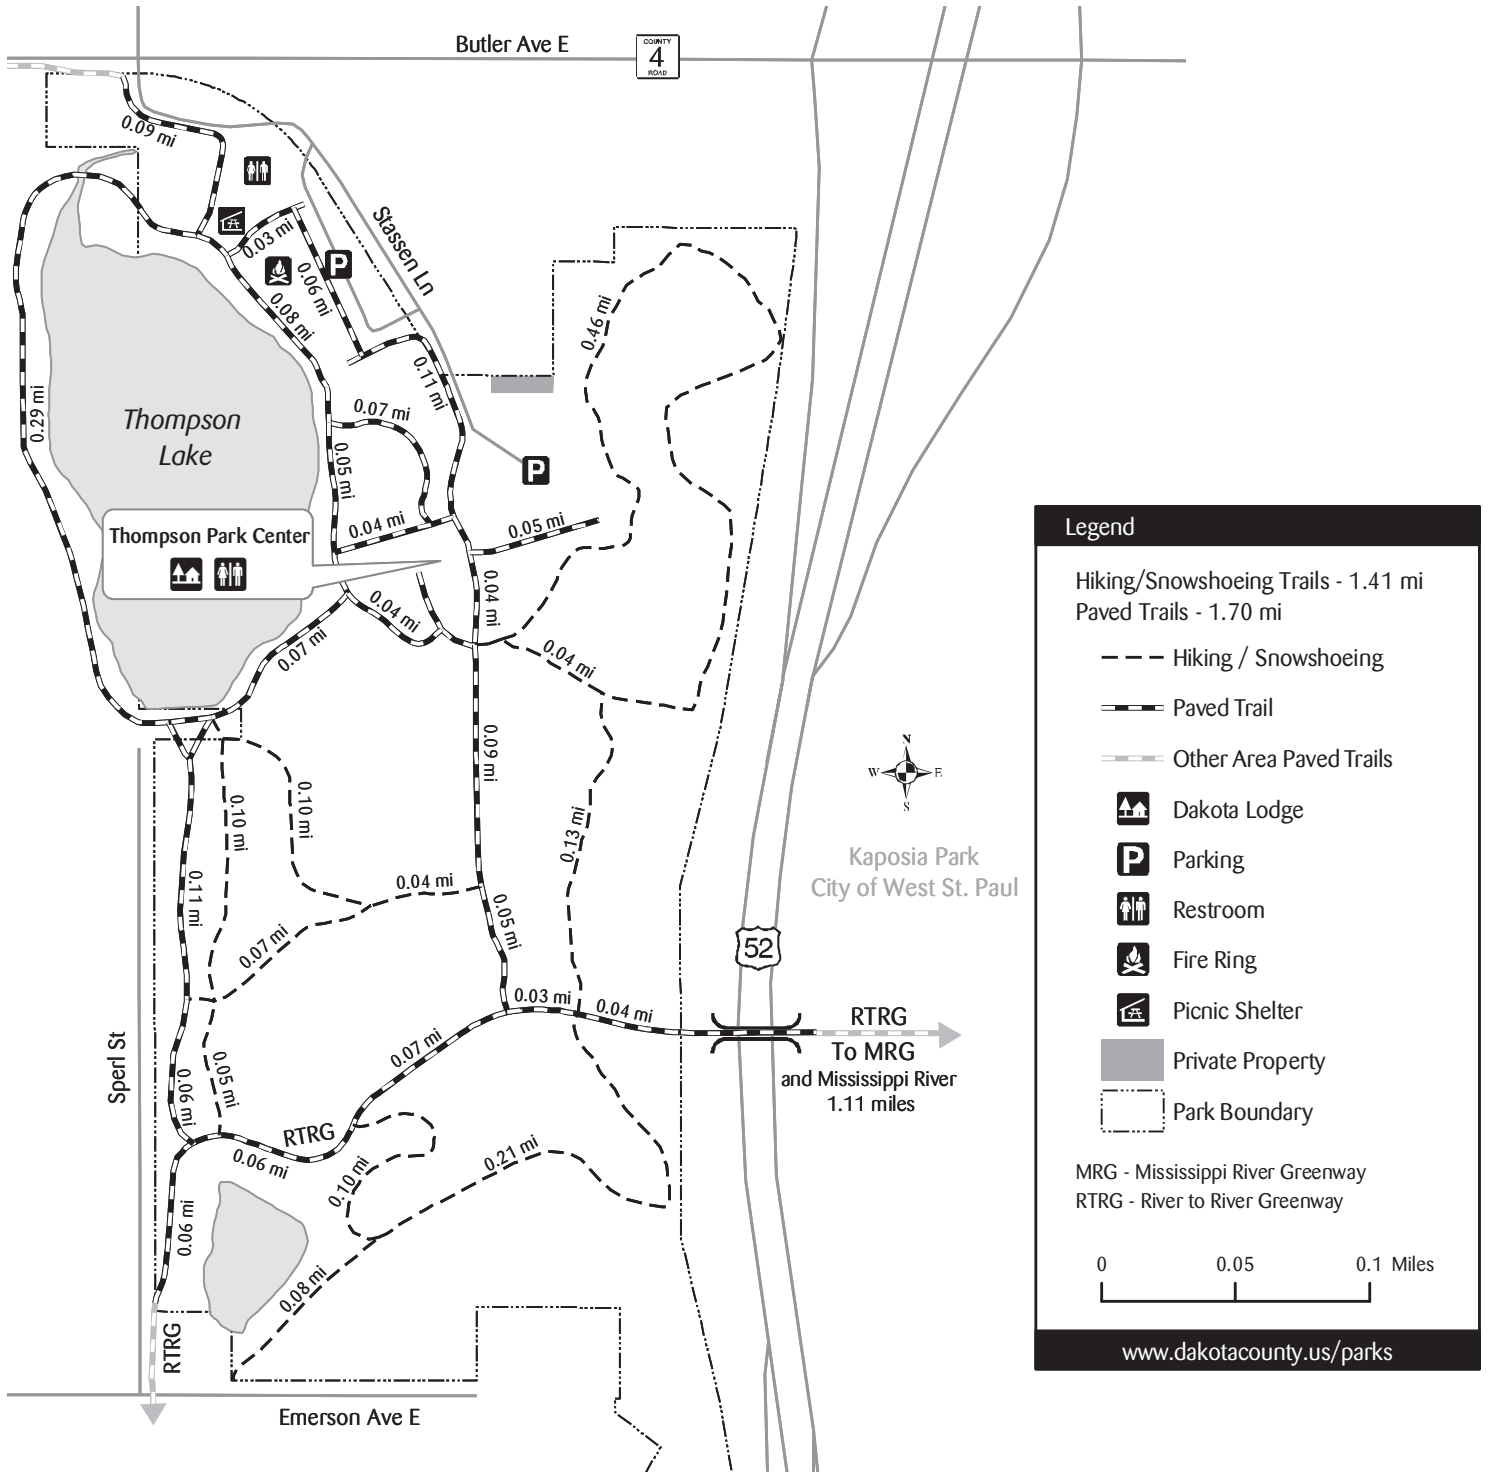 Butler Ave E
COUNTY
4
ROAD
0.09 mi
Stassen Ln
0.03 mi
P
0.06 mi
0.08 mi
0.46 mi
0.11 mi
0.29 mi
0.07 mi
Thompson
Lake
0.05 mi
P
0.04 mi
0.05 mi
Thompson Park Center
0.04 mi
0.04 mi
0.07 mi
0.04 mi
0.09 mi
0.10 mi
0.10 mi
0.13 mi
N
W
E
S
Kaposia Park
City of West St. Paul
0.04 mi
0.11 mi
0.05 mi
0.07 mi
52
0.03 mi
0.04 mi
RTRG
To MRG
and Mississippi River
1.11 miles
0.07 mi
Sperl St
0.06 mi
0.05 mi
RTRG
0.06 mi
0.10 mi
0.21 mi
0.06 mi
0.08 mi
RTRG
Emerson Ave E
Legend
Hiking/Snowshoeing Trails - 1.41 mi
Paved Trails - 1.70 mi
Hiking / Snowshoeing
Paved Trail
Other Area Paved Trails
Dakota Lodge
P
Parking
Restroom
Fire Ring
Picnic Shelter
Private Property
Park Boundary
MRG - Mississippi River Greenway
RTRG - River to River Greenway
0 0.05 0.1 Miles
www.dakotacounty.us/parks